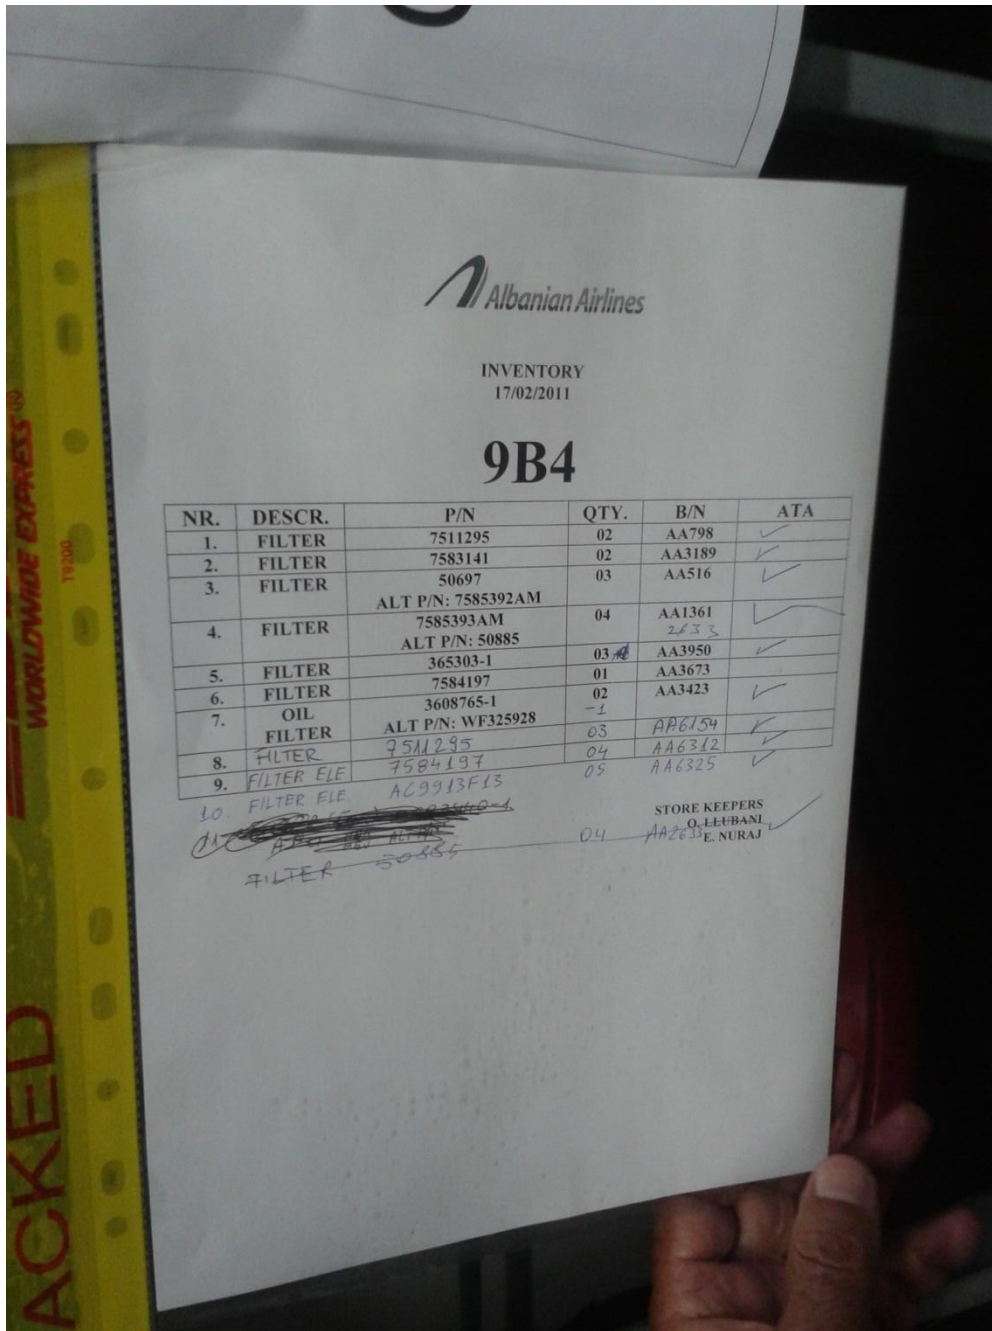 Albanian Airlines
INVENTORY
17/02/2011
9B4
NR. DESCR. P/N QTY. B/N ATA
1. FILTER 7511295 02 AA798
2. FILTER 7583141 02 AA3189
3. FILTER 50697 03 AA516
ALT P/N: 7585392AM
4. FILTER 7585393AM 04 AA1361
ALT P/N: 50885 2633
5. FILTER 365303-1 03 AA3950
6. FILTER 7584197 01 AA3673
7. OIL 3608765-1 02 AA3423
FILTER ALT P/N: WF325928 -1
8. FILTER 7511295 03 AA6154
9. FILTER ELE 7584197 04 AA6312
10. FILTER ELE AC9913F13 05 AA6325
11
FILTER 50885 04 AA2633
STORE KEEPERS
O. LLUBANI
E. NURAJ
WORLDWIDE EXPRESS®
T9200
ACKED